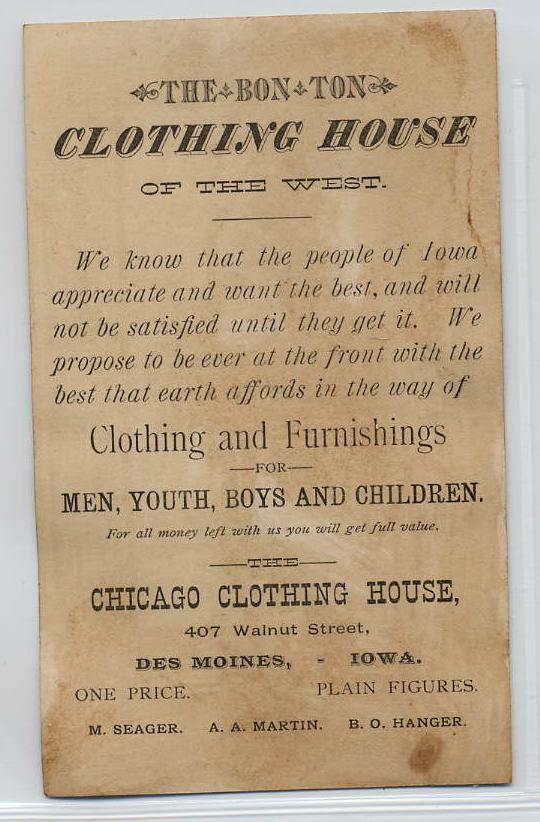 THE BON TON
CLOTHING HOUSE
OF THE WEST.
We know that the people of Iowa
appreciate and want the best, and will
not be satisfied until they get it. We
propose to be ever at the front with the
best that earth affords in the way of
Clothing and Furnishings
—FOR—
MEN, YOUTH, BOYS AND CHILDREN.
For all money left with us you will get full value.
—THE—
CHICAGO CLOTHING HOUSE,
407 Walnut Street,
DES MOINES, - IOWA.
ONE PRICE. PLAIN FIGURES.
M. SEAGER. A. A. MARTIN. B. O. HANGER.